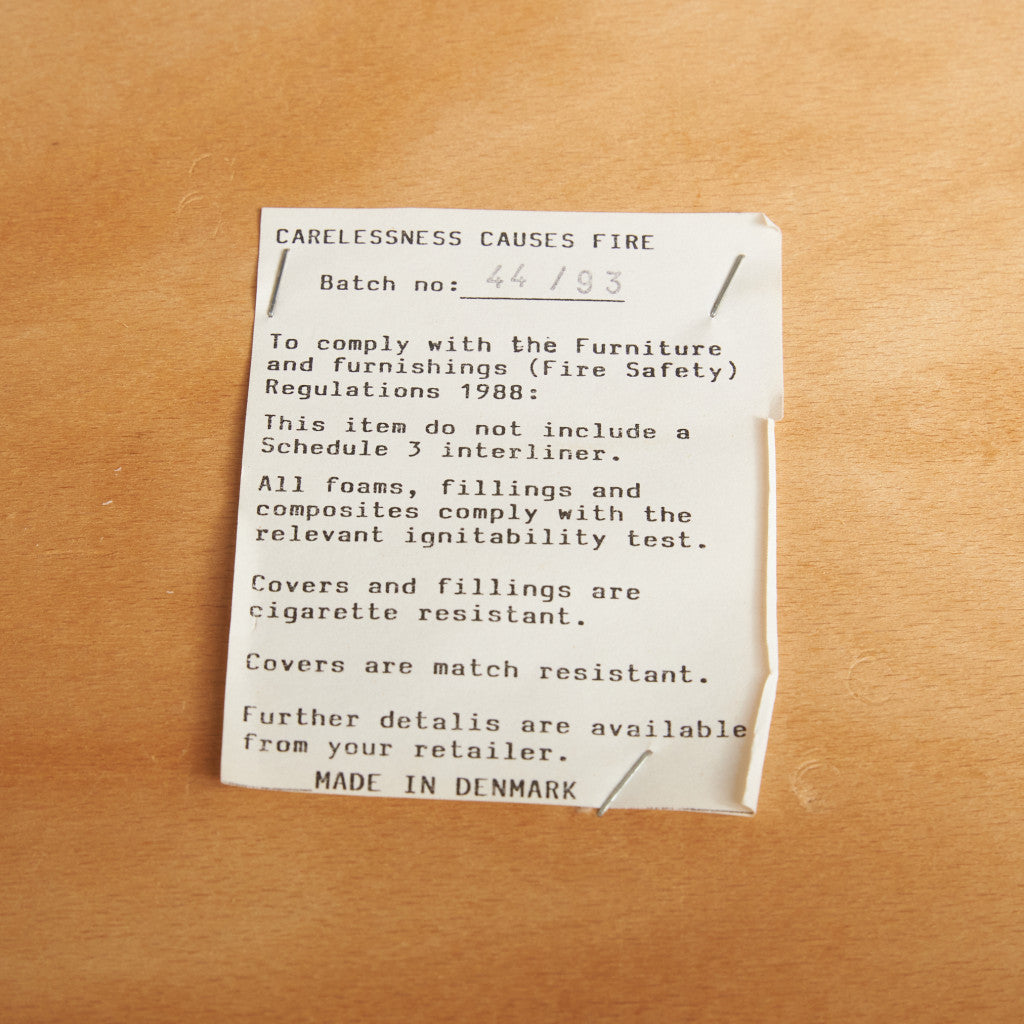 CARELESSNESS CAUSES FIRE
Batch no: 44 / 93
To comply with the Furniture
and furnishings (Fire Safety)
Regulations 1988:
This item do not include a
Schedule 3 interliner.
All foams, fillings and
composites comply with the
relevant ignitability test.
Covers and fillings are
cigarette resistant.
Covers are match resistant.
Further detalis are available
from your retailer.
MADE IN DENMARK